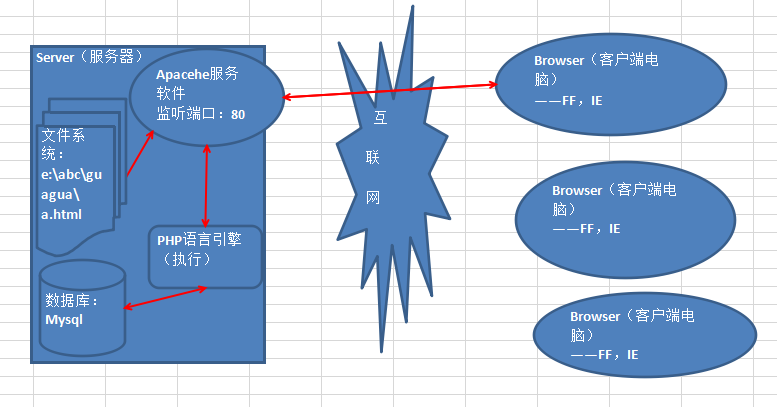 Server（服务器）
Apacehe服务
软件
监听端口：80
文件系
统：
e:\abc\gu
agua\
a.html
PHP语言引擎
（执行）
数据库：
Mysql
互
联
网
Browser（客户端电
脑）
——FF，IE
Browser（客户端电
脑）
——FF，IE
Browser（客户端电
脑）
——FF，IE